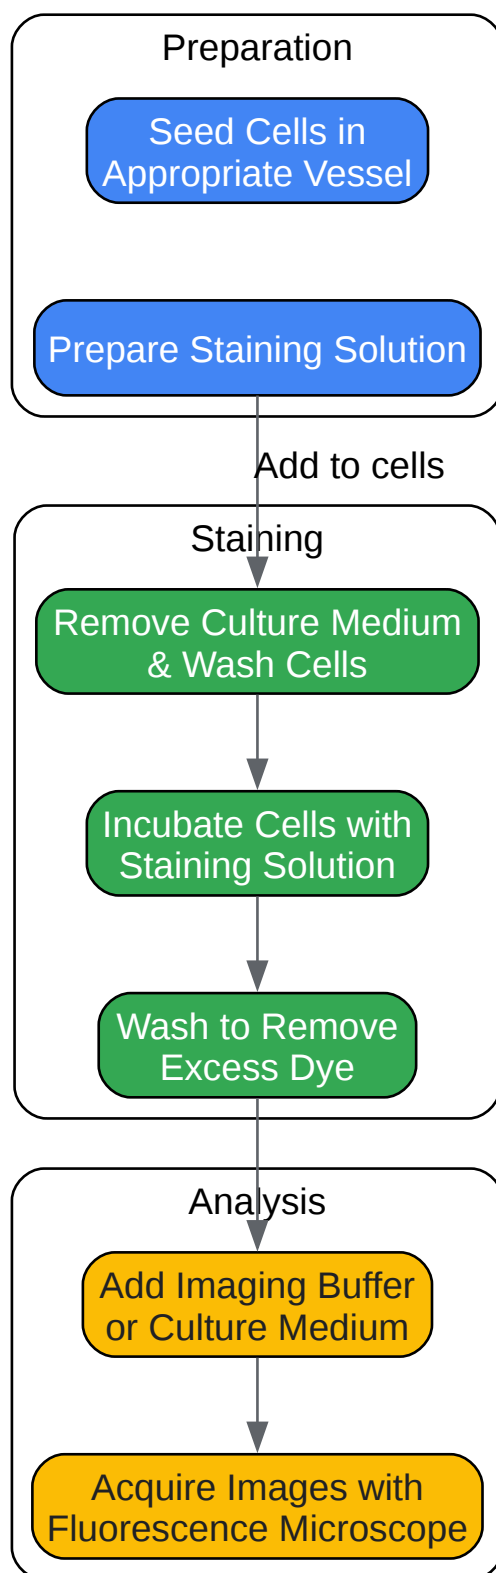 Preparation
Seed Cells in
Appropriate Vessel
Prepare Staining Solution
Add to cells
Staining
Remove Culture Medium
& Wash Cells
Incubate Cells with
Staining Solution
Wash to Remove
Excess Dye
Analysis
Add Imaging Buffer
or Culture Medium
Acquire Images with
Fluorescence Microscope